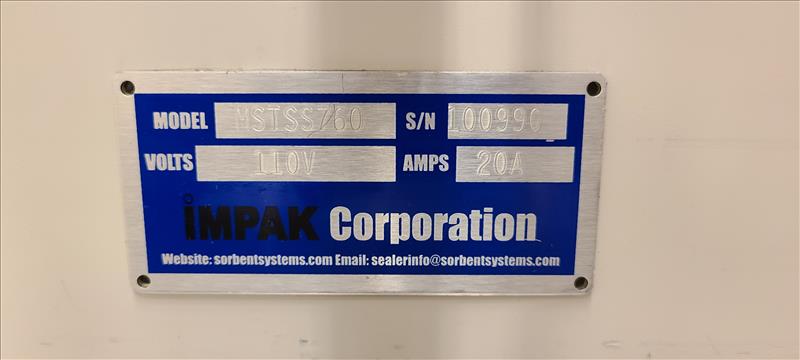 MODEL MSTSS760 S/N 100990
VOLTS 110V AMPS 20A
iMPAK Corporation
Website: sorbentsystems.com Email: sealerinfo@sorbentsystems.com